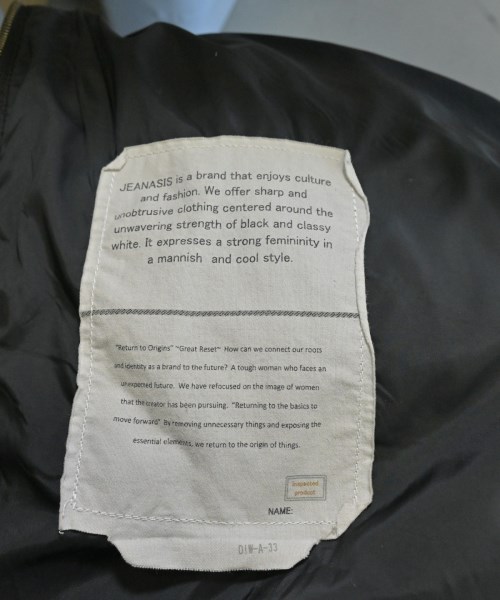 JEANASIS is a brand that enjoys culture
and fashion. We offer sharp and
unobtrusive clothing centered around the
unwavering strength of black and classy
white. It expresses a strong femininity in
a mannish and cool style.
"Return to Origins" "Great Reset" How can we connect our roots
and identity as a brand to the future? A tough woman who faces an
unexpected future. We have refocused on the image of women
that the creator has been pursuing. "Returning to the basics to
move forward" By removing unnecessary things and exposing the
essential elements, we return to the origin of things.
Inspected
product
NAME:
DIW-A-33